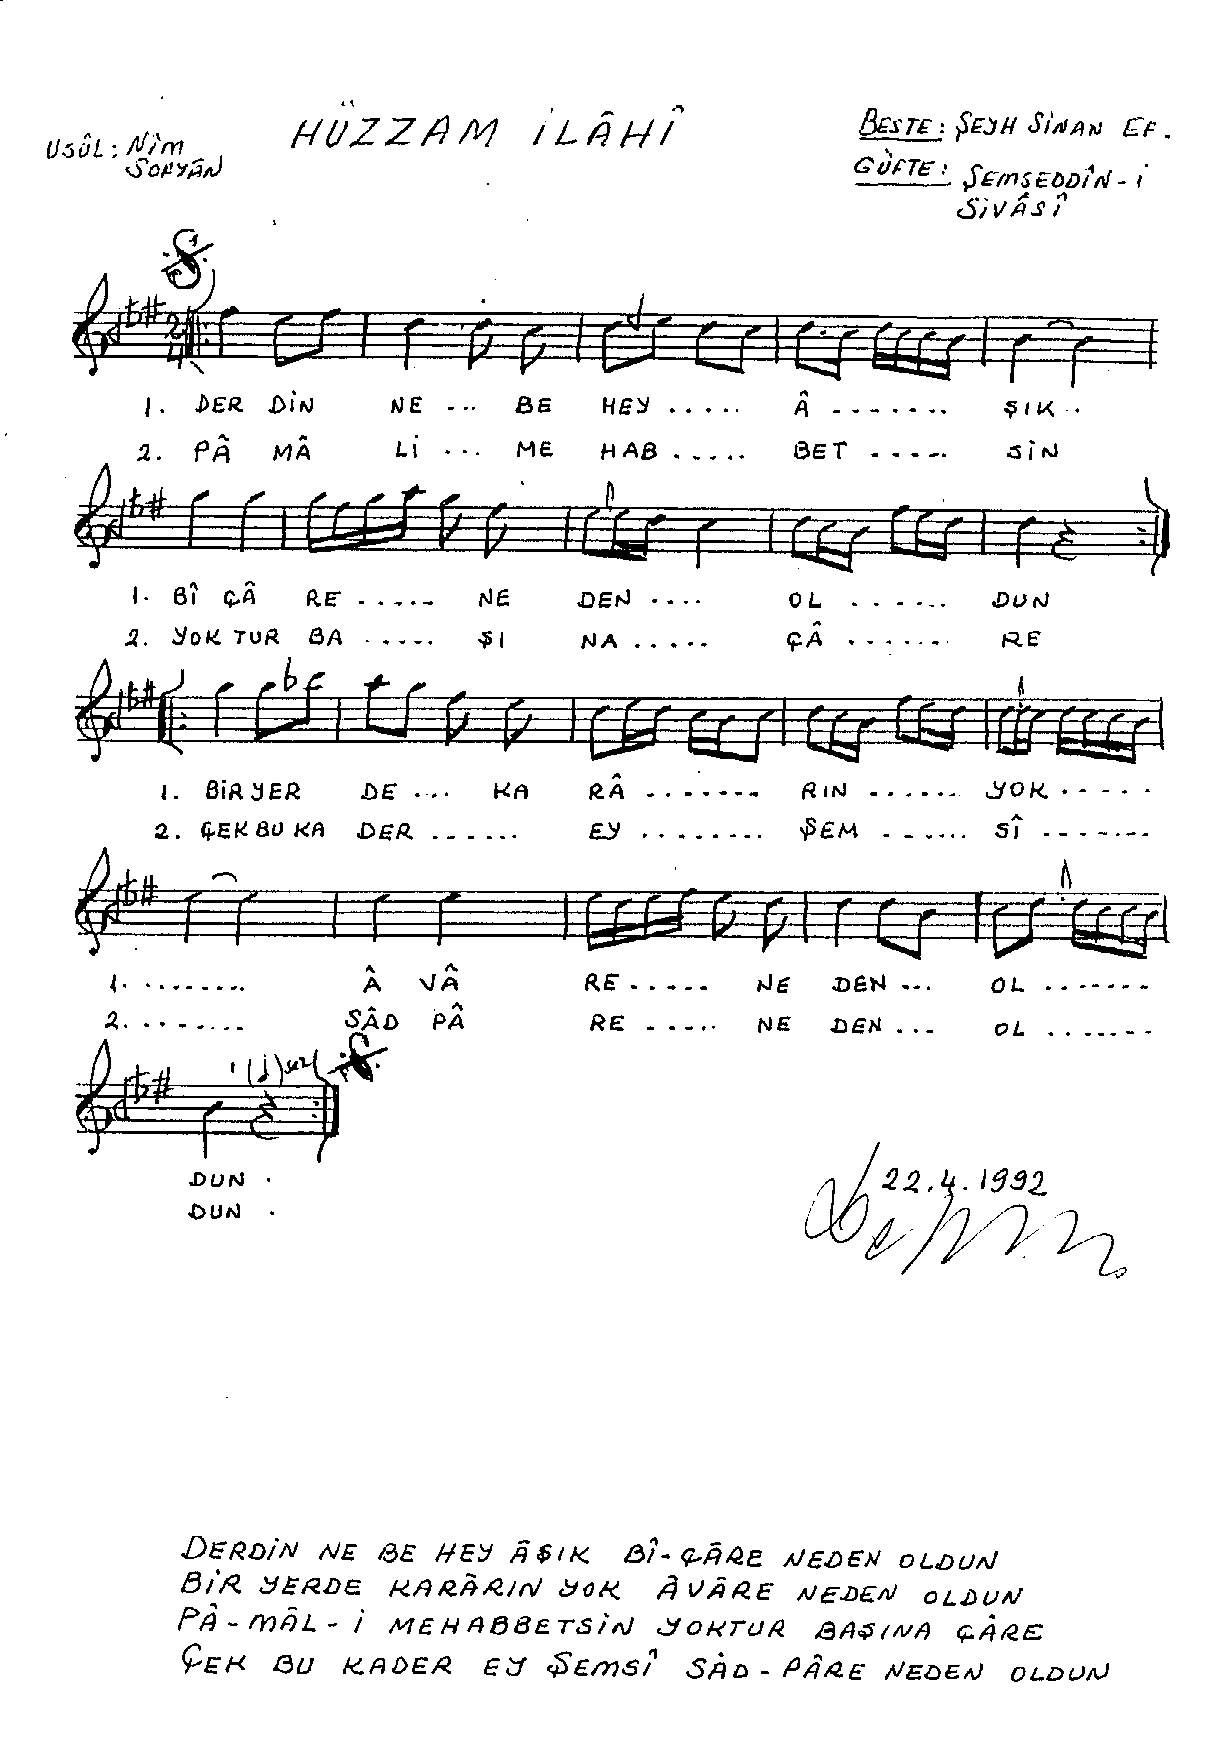 HÜZZAM İLÂHÎ
USÛL: NİM
SOFYÂN
BESTE: ŞEYH SİNAN EF.
GÜFTE: ŞEMSEDDÎN-İ
SİVÂSÎ
2
4
1. DER DİN NE ... BE HEY ..... Â ....... ŞIK ..
2. PÂ MÂ Lİ ... ME HAB ..... BET ..... SİN
1. BÎ ÇÂ RE ..... NE DEN .... OL ...... DUN
2. YOK TUR BA ..... ŞI NA ..... ÇÂ ...... RE
1. BİR YER DE ... KA RÂ ....... RIN ...... YOK .....
2. ÇEK BU KA DER ...... EY ........ ŞEM ...... SÎ .......
1. ........ Â VÂ RE ..... NE DEN ... OL .......
2. ........ SÂD PÂ RE ..... NE DEN ... OL .......
DUN .
DUN .
22.4.1992
DERDİN NE BE HEY ÂŞIK BÎ-ÇÂRE NEDEN OLDUN
BİR YERDE KARÂRIN YOK ÂVÂRE NEDEN OLDUN
PÂ-MÂL-İ MEHABBETSİN YOKTUR BAŞINA ÇÂRE
ÇEK BU KADER EY ŞEMSÎ SÂD-PÂRE NEDEN OLDUN